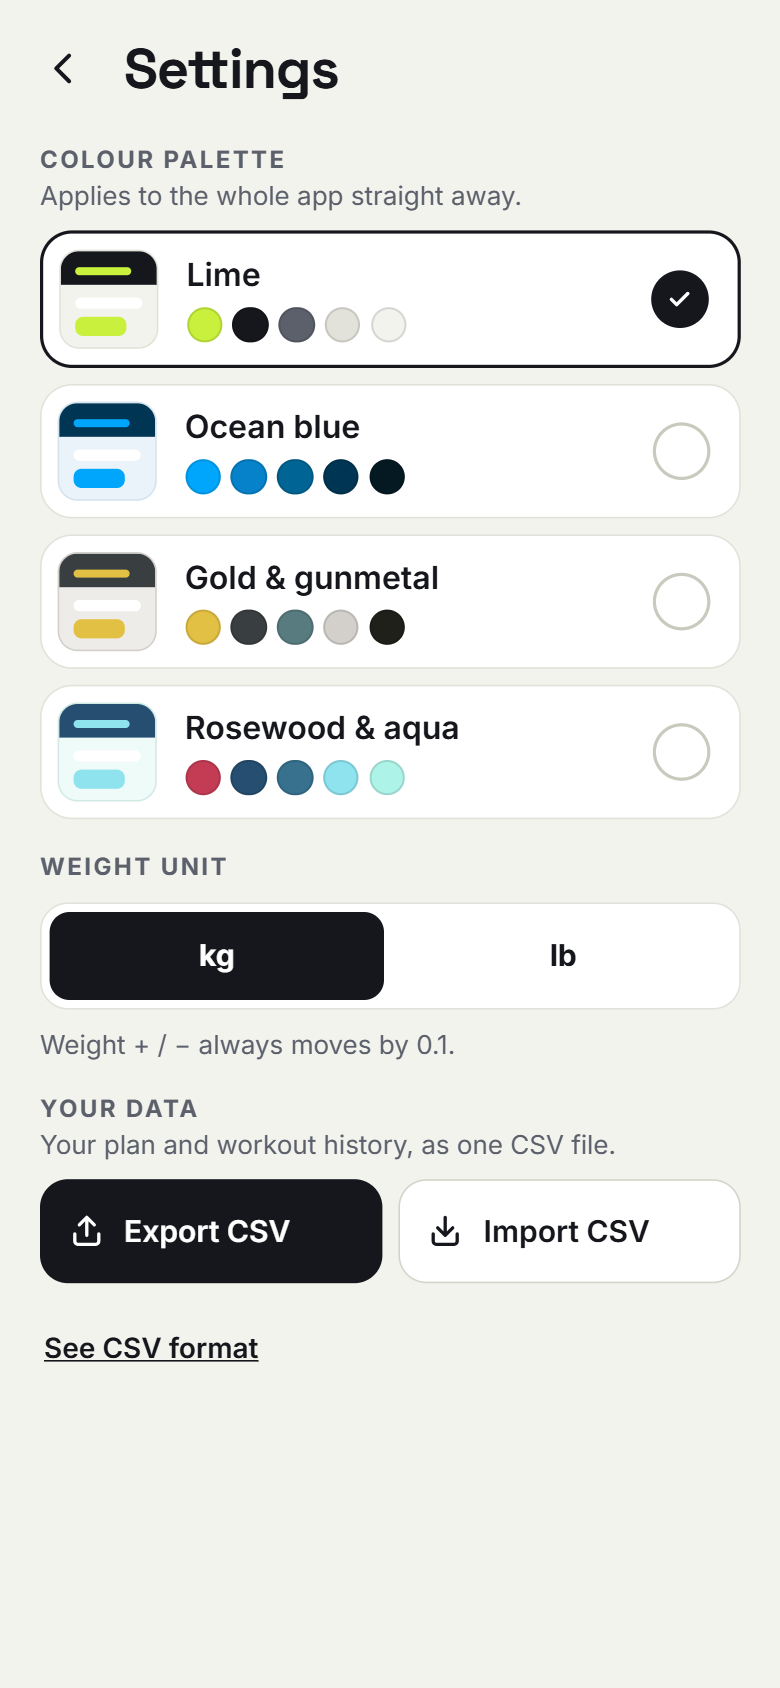 Settings
COLOUR PALETTE
Applies to the whole app straight away.
Lime
Ocean blue
Gold & gunmetal
Rosewood & aqua
WEIGHT UNIT
kg
lb
Weight + / − always moves by 0.1.
YOUR DATA
Your plan and workout history, as one CSV file.
Export CSV
Import CSV
See CSV format